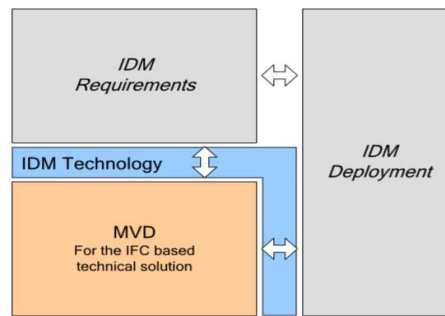 IDM
Requirements
IDM
Deployment
IDM Technology
MVD
For the IFC based
technical solution